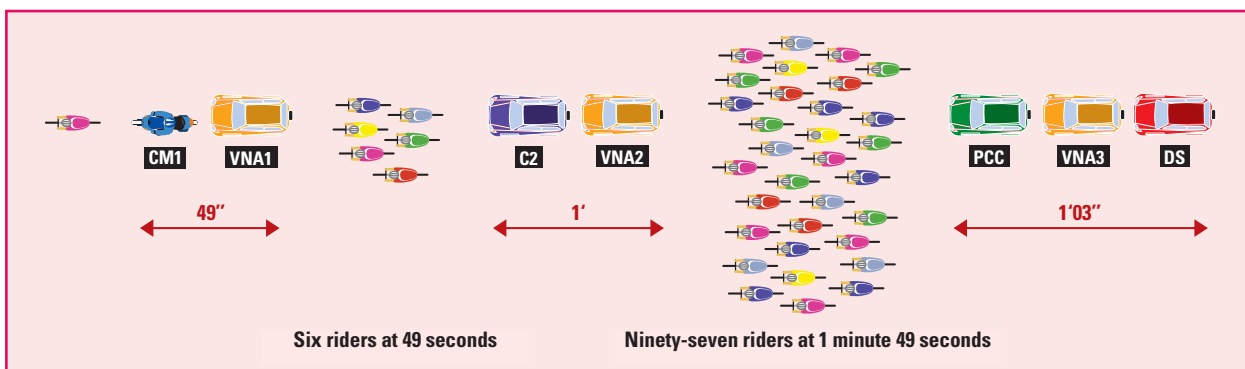 CM1 VNA1 C2 VNA2 PCC VNA3 DS
49" 1‘ 1‘03"
Six riders at 49 seconds Ninety-seven riders at 1 minute 49 seconds